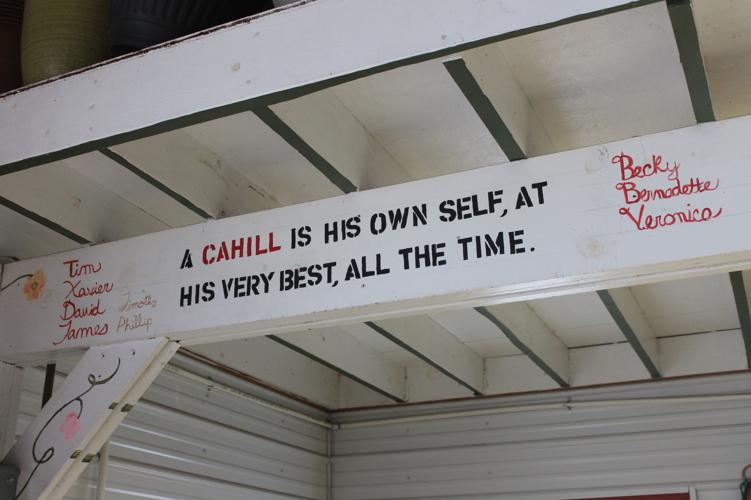 Tim
Xavier
David
James
Timothy
Phillip
A CAHILL IS HIS OWN SELF, AT
HIS VERY BEST, ALL THE TIME.
Becky
Bernadette
Veronica